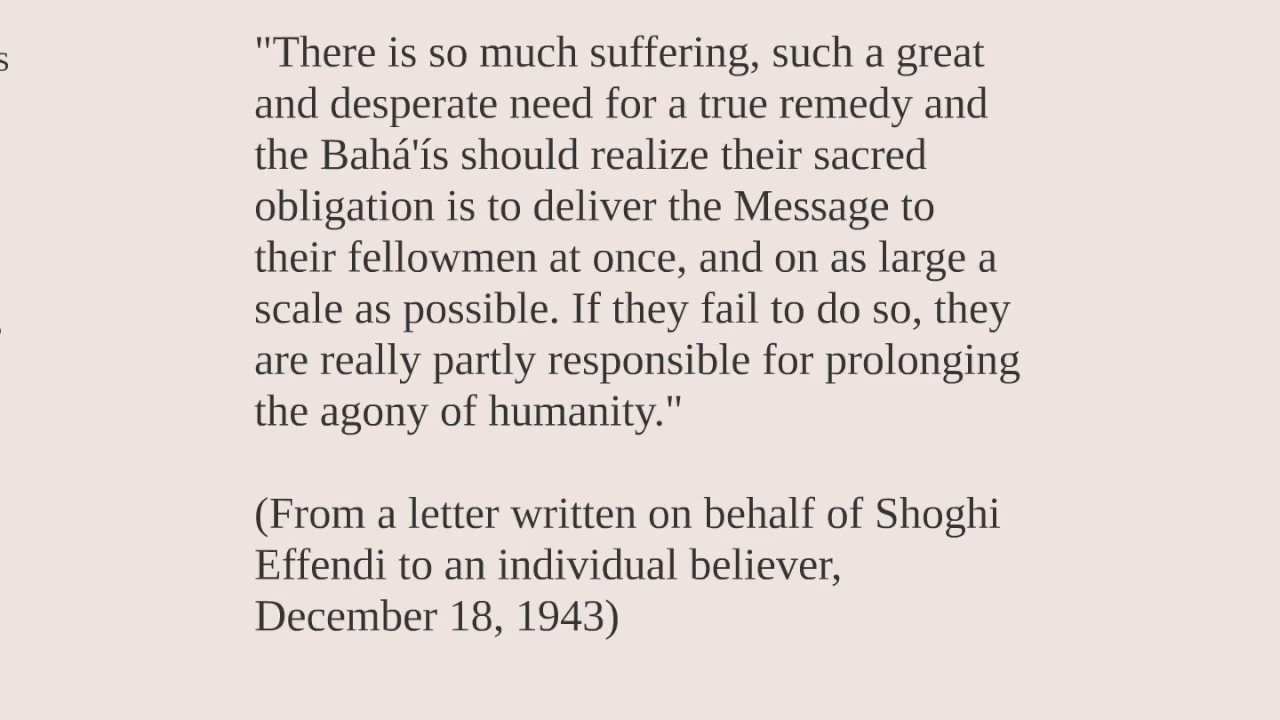 "There is so much suffering, such a great
and desperate need for a true remedy and
the Bahá'ís should realize their sacred
obligation is to deliver the Message to
their fellowmen at once, and on as large a
scale as possible. If they fail to do so, they
are really partly responsible for prolonging
the agony of humanity."
(From a letter written on behalf of Shoghi
Effendi to an individual believer,
December 18, 1943)